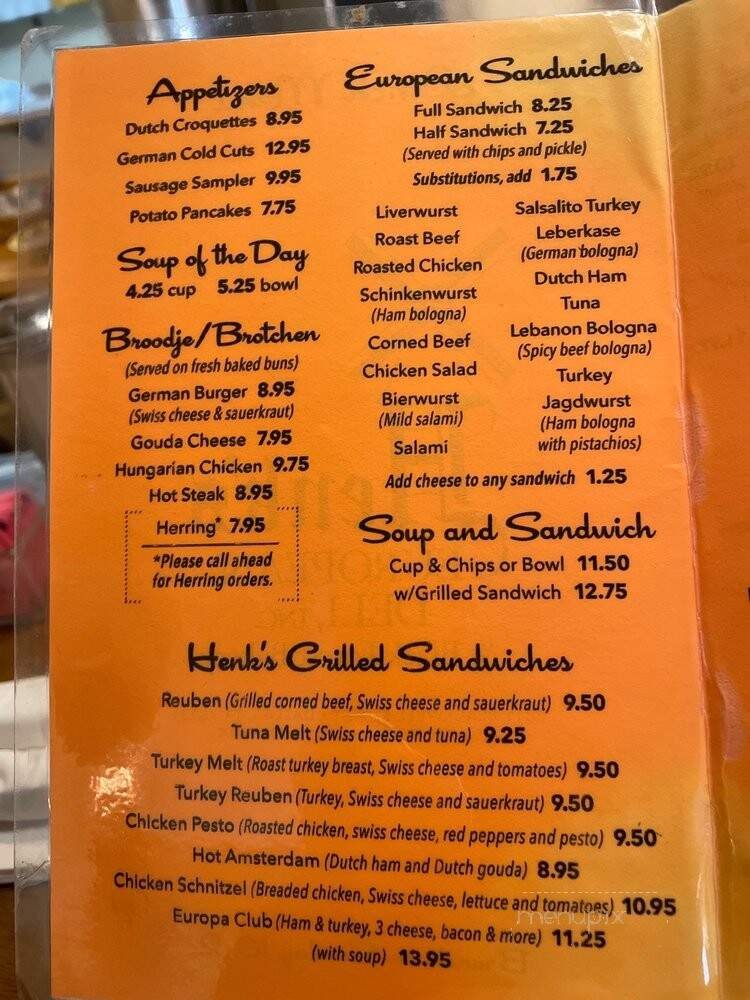 Appetizers
Dutch Croquettes 8.95
German Cold Cuts 12.95
Sausage Sampler 9.95
Potato Pancakes 7.75
Soup of the Day
4.25 cup 5.25 bowl
Broodje/Brotchen
(Served on fresh baked buns)
German Burger 8.95
(Swiss cheese & sauerkraut)
Gouda Cheese 7.95
Hungarian Chicken 9.75
Hot Steak 8.95
Herring* 7.95
*Please call ahead
for Herring orders.
European Sandwiches
Full Sandwich 8.25
Half Sandwich 7.25
(Served with chips and pickle)
Substitutions, add 1.75
Liverwurst
Roast Beef
Roasted Chicken
Schinkenwurst
(Ham bologna)
Corned Beef
Chicken Salad
Bierwurst
(Mild salami)
Salami
Salsalito Turkey
Leberkase
(German bologna)
Dutch Ham
Tuna
Lebanon Bologna
(Spicy beef bologna)
Turkey
Jagdwurst
(Ham bologna
with pistachios)
Add cheese to any sandwich 1.25
Soup and Sandwich
Cup & Chips or Bowl 11.50
w/Grilled Sandwich 12.75
Henk's Grilled Sandwiches
Reuben (Grilled corned beef, Swiss cheese and sauerkraut) 9.50
Tuna Melt (Swiss cheese and tuna) 9.25
Turkey Melt (Roast turkey breast, Swiss cheese and tomatoes) 9.50
Turkey Reuben (Turkey, Swiss cheese and sauerkraut) 9.50
Chicken Pesto (Roasted chicken, swiss cheese, red peppers and pesto) 9.50
Hot Amsterdam (Dutch ham and Dutch gouda) 8.95
Chicken Schnitzel (Breaded chicken, Swiss cheese, lettuce and tomatoes) 10.95
Europa Club (Ham & turkey, 3 cheese, bacon & more) 11.25
(with soup) 13.95
menupix